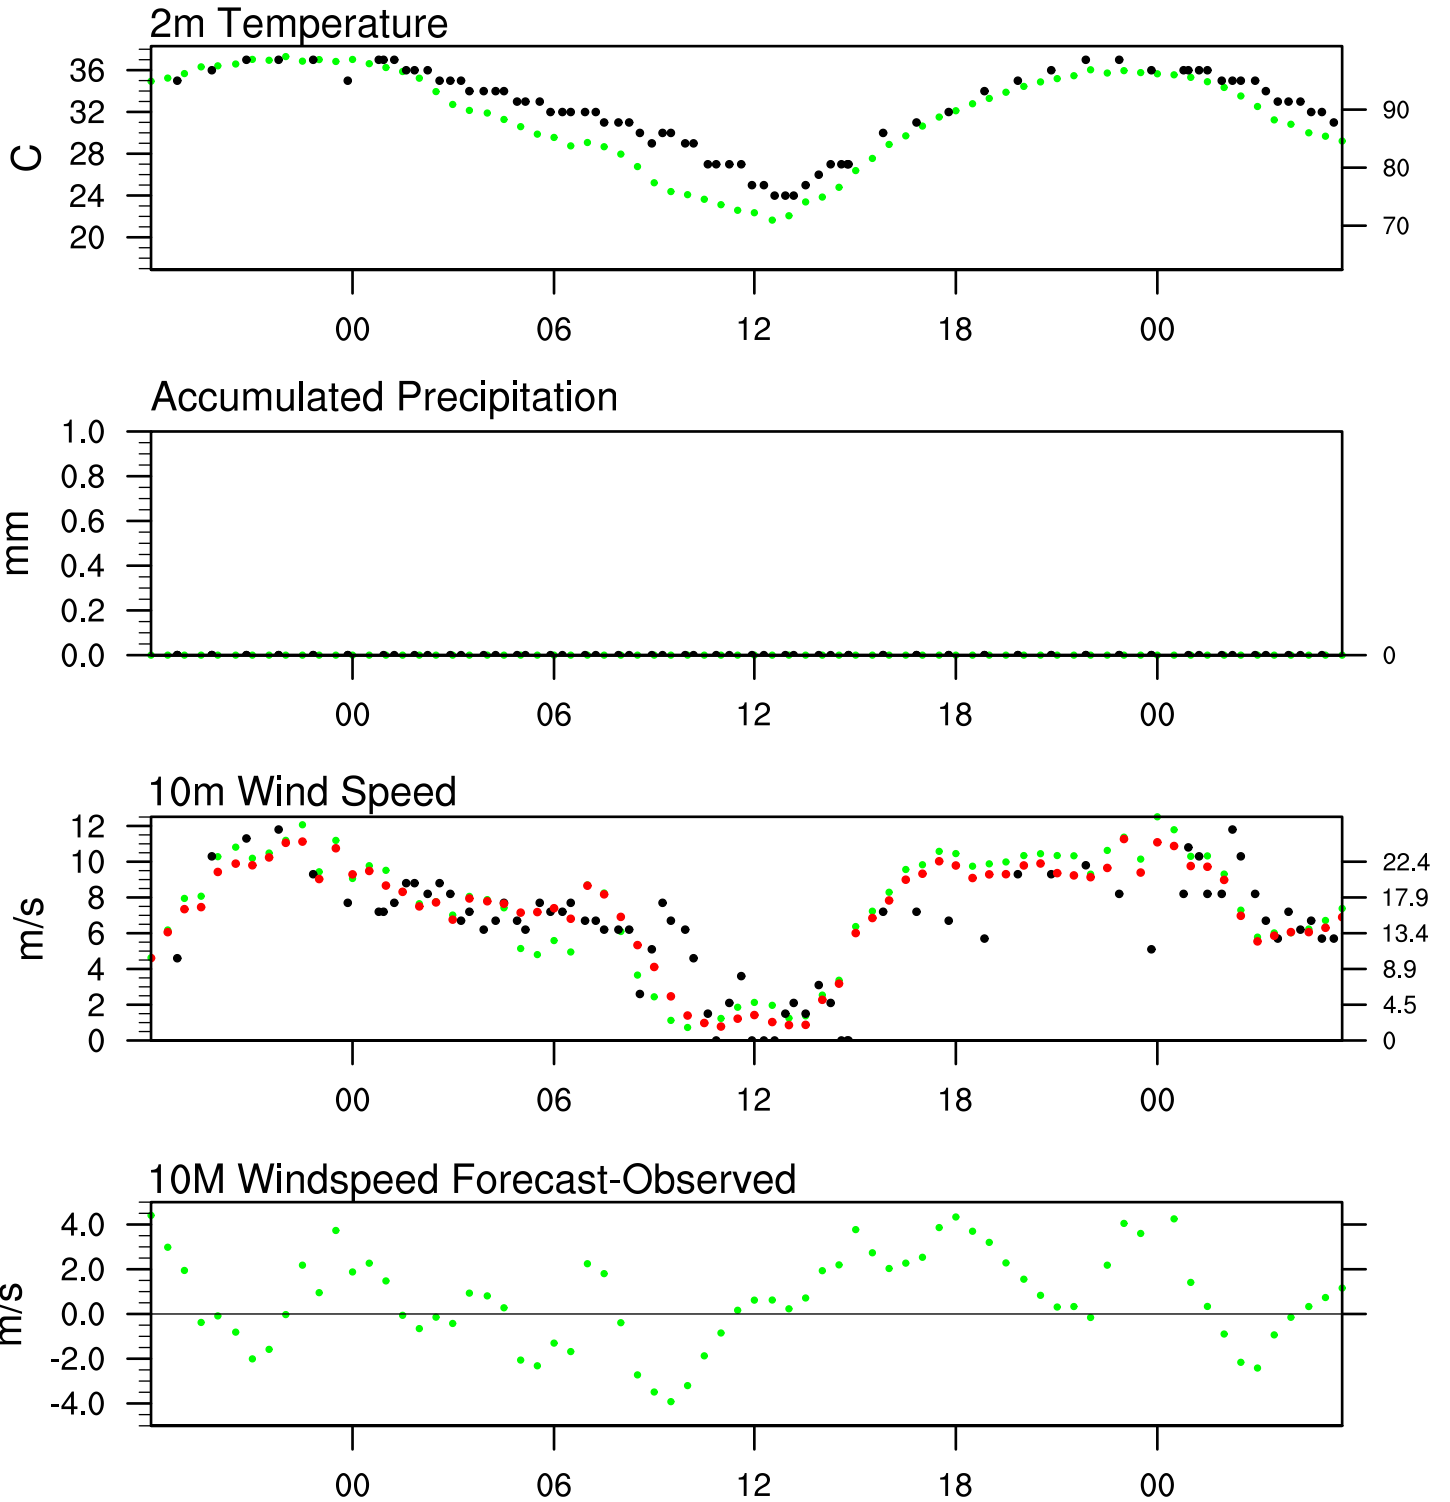 2m Temperature
36
32
28
24
20
C
90
80
70
00 06 12 18 00
Accumulated Precipitation
1.0
0.8
0.6
0.4
0.2
0.0
mm
0
00 06 12 18 00
10m Wind Speed
12
10
8
6
4
2
0
m/s
22.4
17.9
13.4
8.9
4.5
0
00 06 12 18 00
10M Windspeed Forecast-Observed
4.0
2.0
0.0
-2.0
-4.0
m/s
00 06 12 18 00